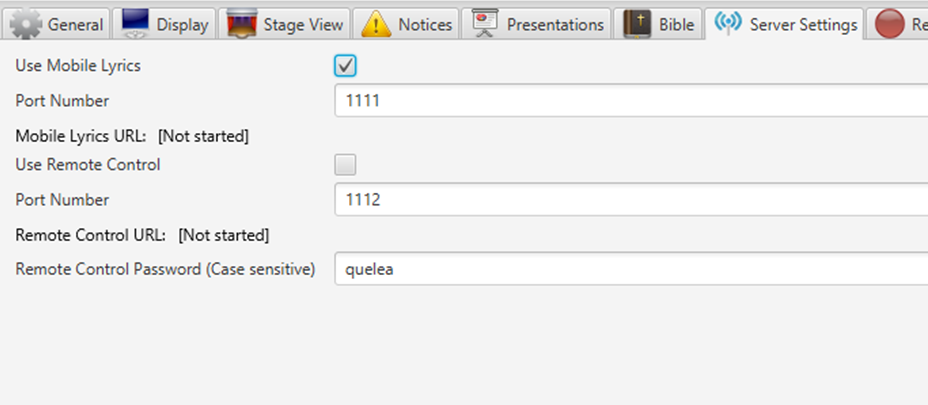 General Display Stage View Notices Presentations Bible Server Settings Re
Use Mobile Lyrics
Port Number 1111
Mobile Lyrics URL: [Not started]
Use Remote Control
Port Number 1112
Remote Control URL: [Not started]
Remote Control Password (Case sensitive) quelea